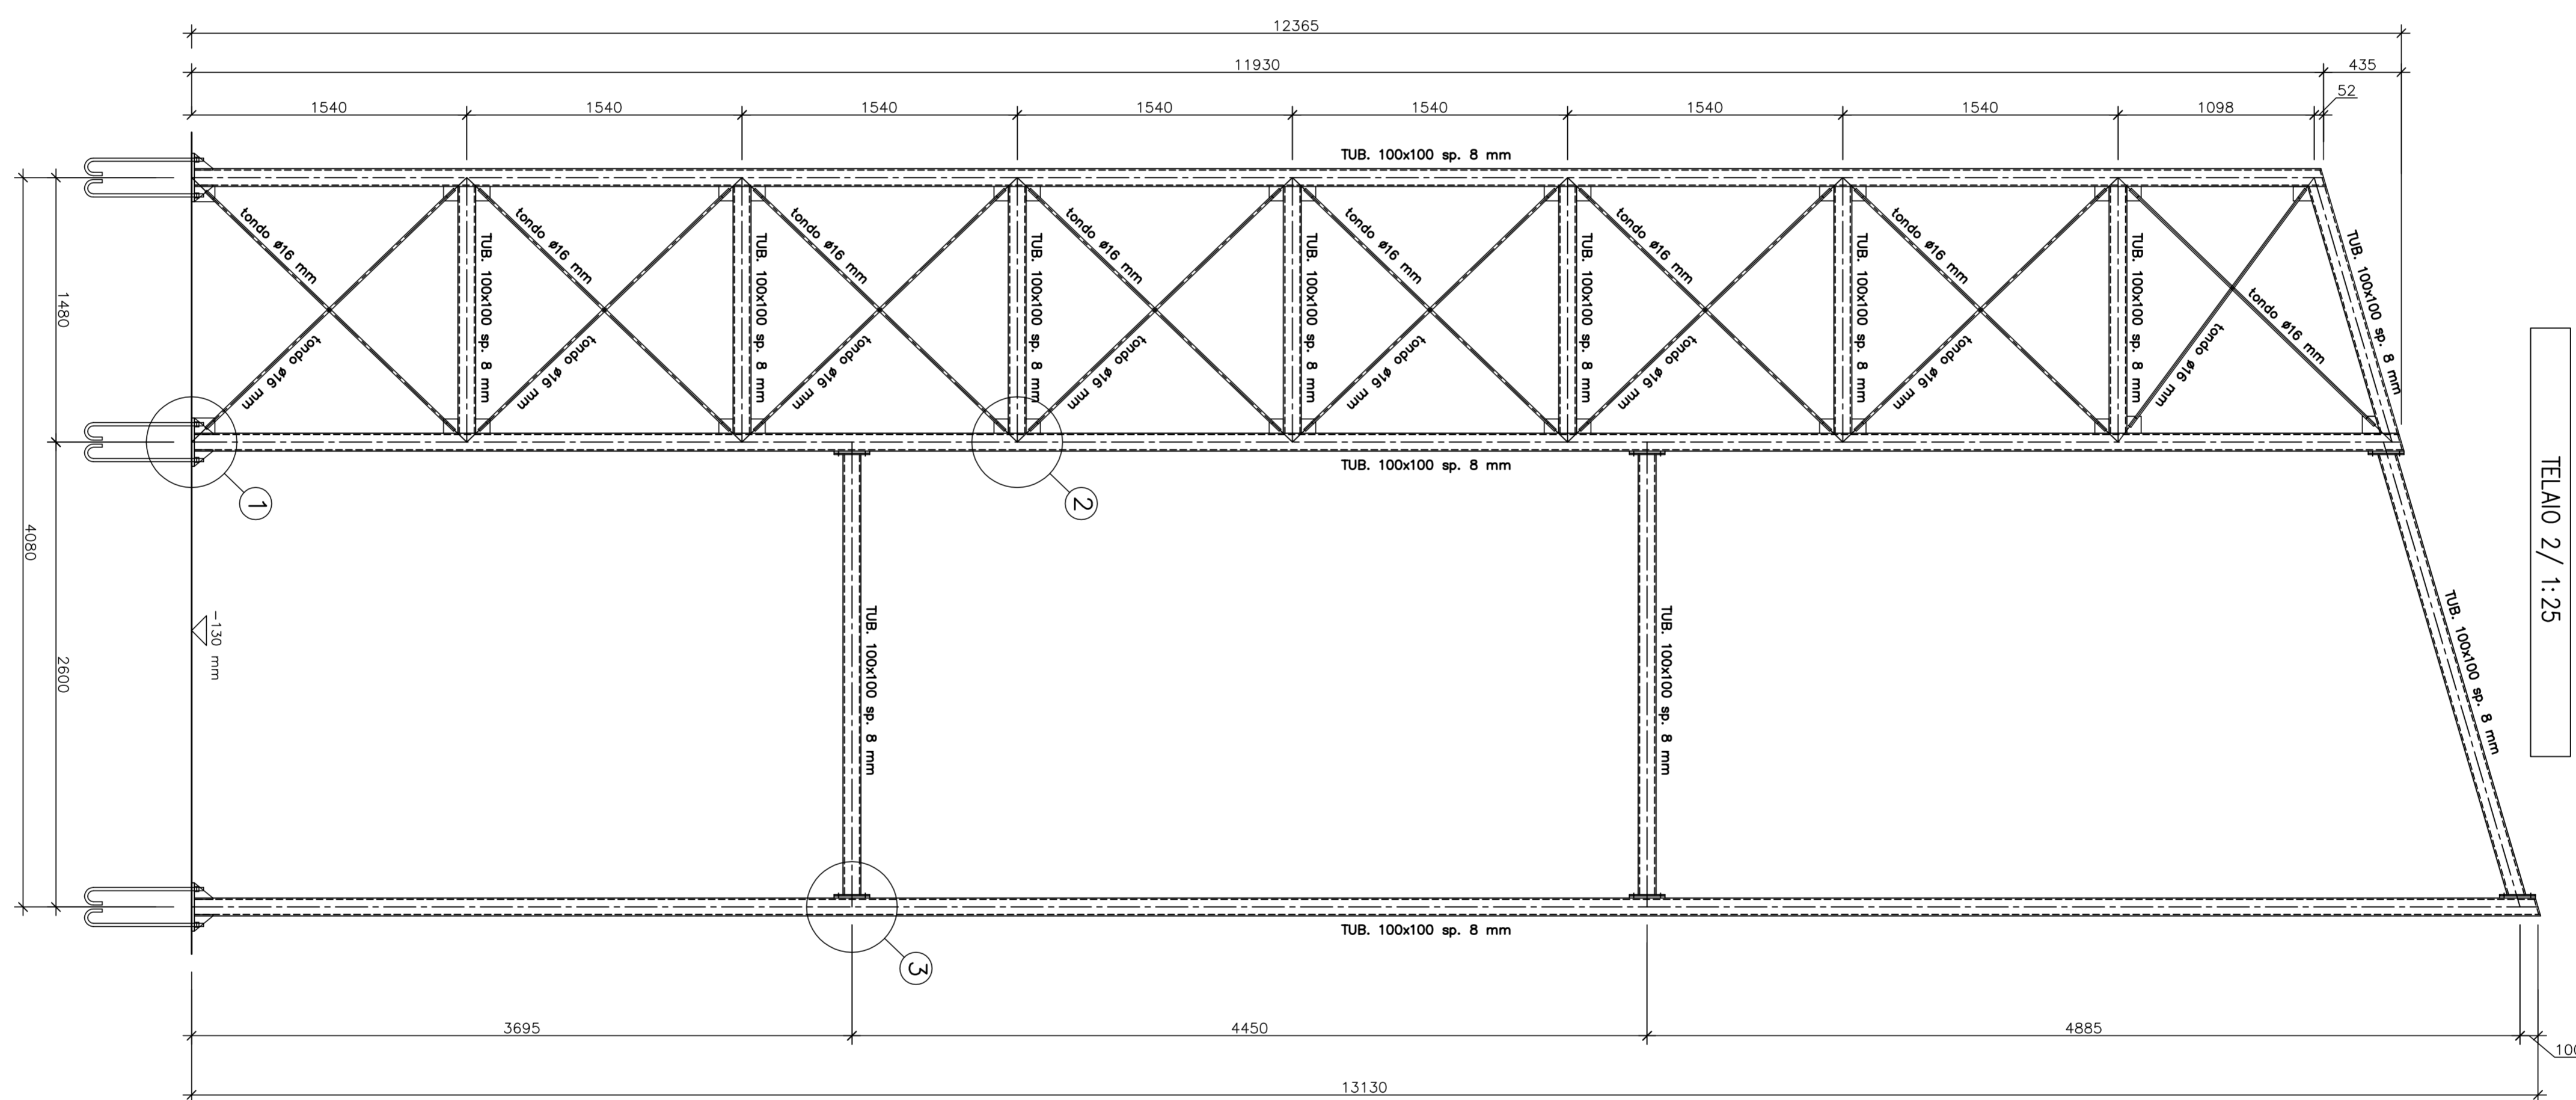 12365
11930
435
1540
1540
1540
1540
1540
1540
1540
1098
52
TUB. 100x100 sp. 8 mm
tondo ø16 mm
tondo ø16 mm
TUB. 100x100 sp. 8 mm
tondo ø16 mm
tondo ø16 mm
TUB. 100x100 sp. 8 mm
tondo ø16 mm
tondo ø16 mm
TUB. 100x100 sp. 8 mm
tondo ø16 mm
tondo ø16 mm
TUB. 100x100 sp. 8 mm
tondo ø16 mm
tondo ø16 mm
TUB. 100x100 sp. 8 mm
tondo ø16 mm
tondo ø16 mm
TUB. 100x100 sp. 8 mm
tondo ø16 mm
tondo ø16 mm
TUB. 100x100 sp. 8 mm
tondo ø16 mm
tondo ø16 mm
TUB. 100x100 sp. 8 mm
TUB. 100x100 sp. 8 mm
1
2
1480
4080
2600
-130 mm
TUB. 100x100 sp. 8 mm
TUB. 100x100 sp. 8 mm
TUB. 100x100 sp. 8 mm
TELAIO 2/ 1:25
TUB. 100x100 sp. 8 mm
3
3695
4450
4885
100
13130